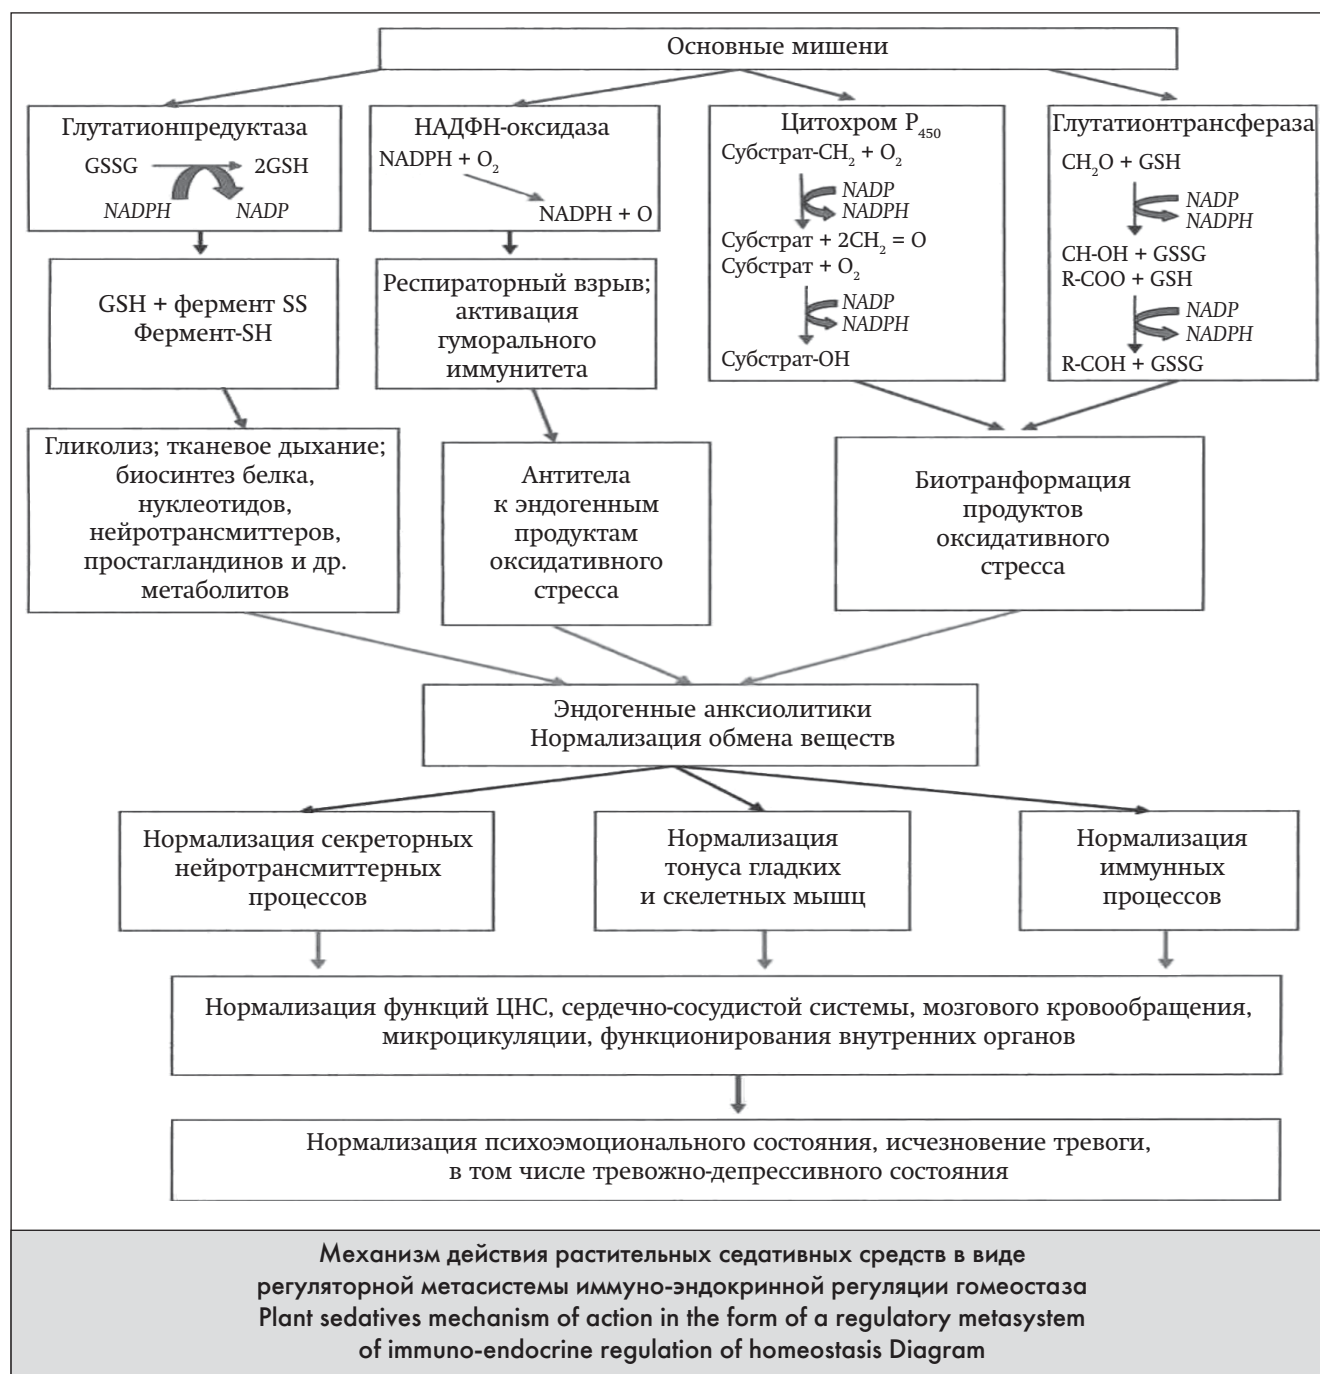 Основные мишени
Глутатионпредуктаза
GSSG 2GSH
NADPH NADP
НАДФН-оксидаза
NADPH + O₂
NADPH + O
Цитохром P₄₅₀
Субстрат-CH₂ + O₂
NADP
NADPH
Субстрат + 2CH₂ = O
Субстрат + O₂
NADP
NADPH
Субстрат-OH
Глутатионтрансфераза
CH₂O + GSH
NADP
NADPH
CH-OH + GSSG
R-COO + GSH
NADP
NADPH
R-COH + GSSG
GSH + фермент SS
Фермент-SH
Респираторный взрыв;
активация
гуморального
иммунитета
Гликолиз; тканевое дыхание;
биосинтез белка,
нуклеотидов,
нейротрансмиттеров,
простагландинов и др.
метаболитов
Антитела
к эндогенным
продуктам
оксидативного
стресса
Биотранформация
продуктов
оксидативного
стресса
Эндогенные анксиолитики
Нормализация обмена веществ
Нормализация секреторных
нейротрансмиттерных
процессов
Нормализация
тонуса гладких
и скелетных мышц
Нормализация
иммунных
процессов
Нормализация функций ЦНС, сердечно-сосудистой системы, мозгового кровообращения,
микроцикуляции, функционирования внутренних органов
Нормализация психоэмоционального состояния, исчезновение тревоги,
в том числе тревожно-депрессивного состояния
Механизм действия растительных седативных средств в виде
регуляторной метасистемы иммуно-эндокринной регуляции гомеостаза
Plant sedatives mechanism of action in the form of a regulatory metasystem
of immuno-endocrine regulation of homeostasis Diagram